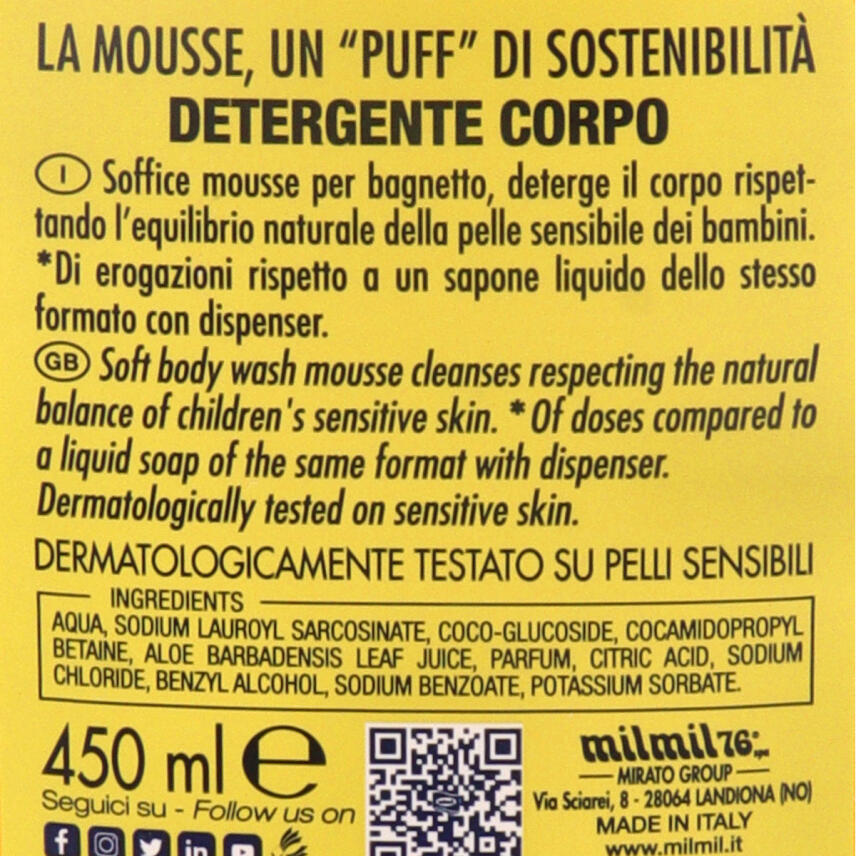 LA MOUSSE, UN “PUFF” DI SOSTENIBILITÀ
DETERGENTE CORPO
I Soffice mousse per bagnetto, deterge il corpo rispet-
tando l'equilibrio naturale della pelle sensibile dei bambini.
*Di erogazioni rispetto a un sapone liquido dello stesso
formato con dispenser.
GB Soft body wash mousse cleanses respecting the natural
balance of children's sensitive skin. *Of doses compared to
a liquid soap of the same format with dispenser.
Dermatologically tested on sensitive skin.
DERMATOLOGICAMENTE TESTATO SU PELLI SENSIBILI
INGREDIENTS
AQUA, SODIUM LAUROYL SARCOSINATE, COCO-GLUCOSIDE, COCAMIDOPROPYL
BETAINE, ALOE BARBADENSIS LEAF JUICE, PARFUM, CITRIC ACID, SODIUM
CHLORIDE, BENZYL ALCOHOL, SODIUM BENZOATE, POTASSIUM SORBATE.
450 ml e
Seguici su - Follow us on
milmil76
MIRATO GROUP
Via Sciarei, 8 - 28064 LANDIONA (NO)
MADE IN ITALY
www.milmil.it